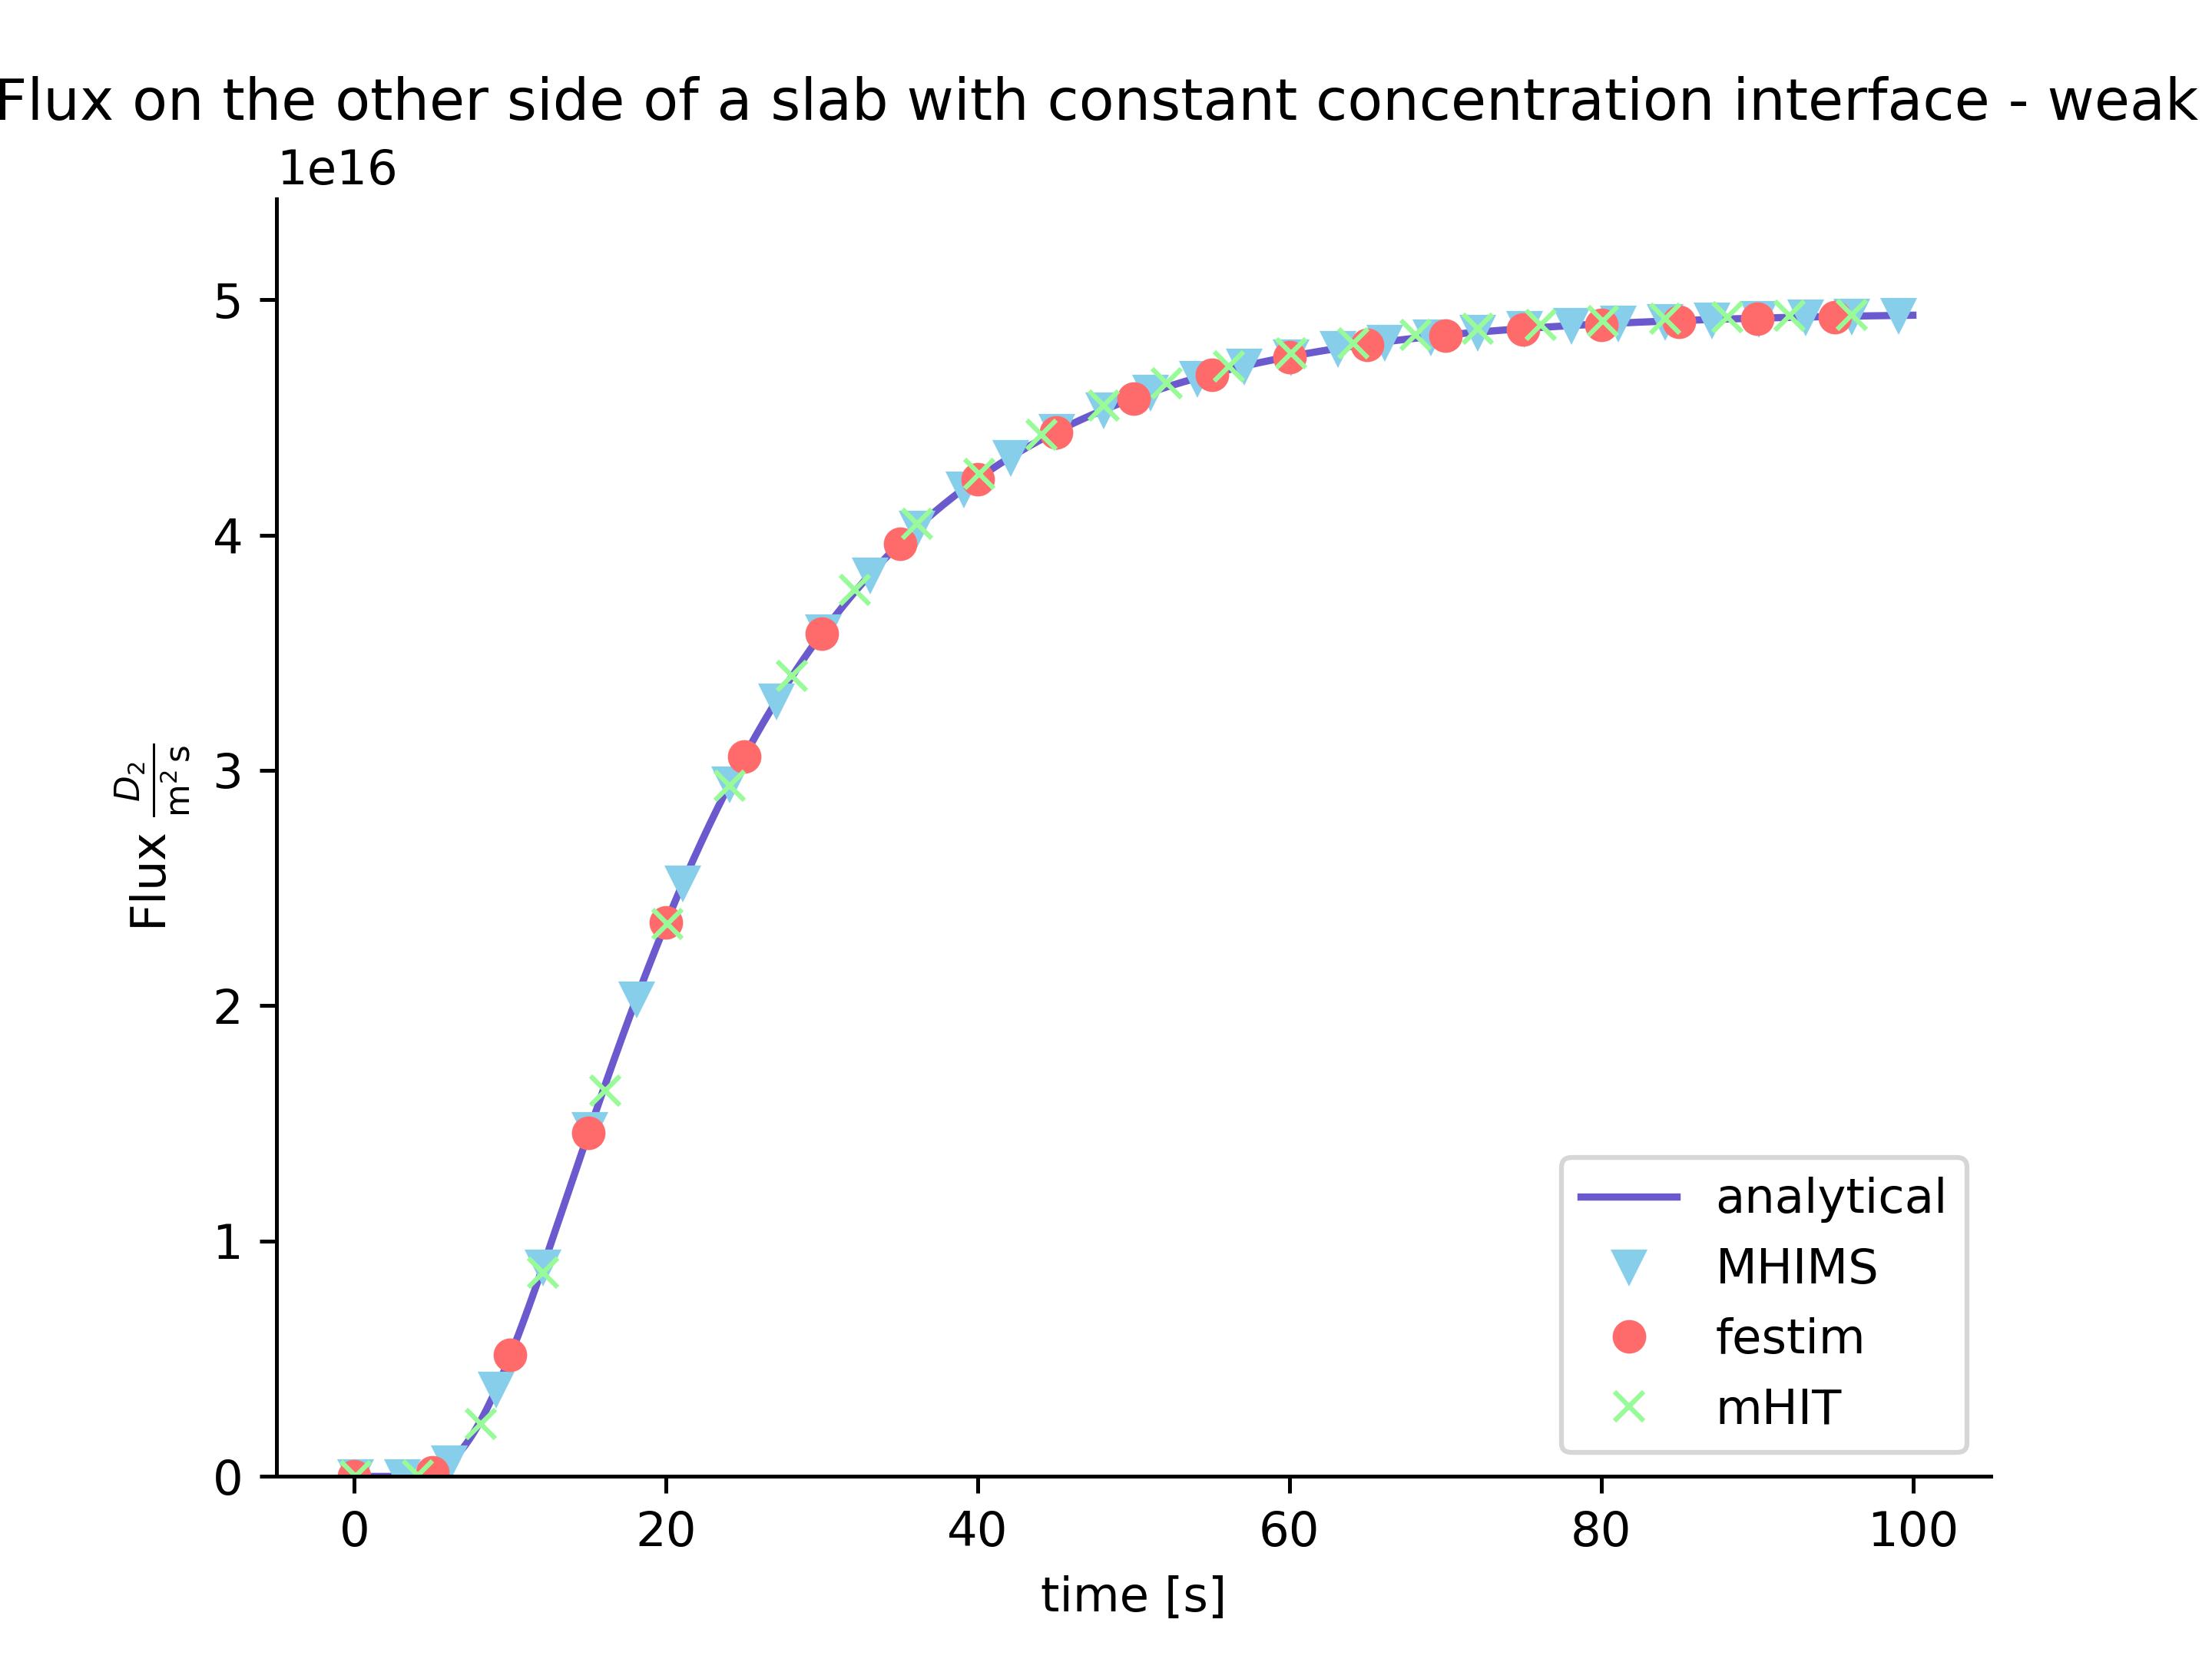 Flux on the other side of a slab with constant concentration interface - weak
1e16
5
4
3
2
1
0
Flux D₂/m² s
0 20 40 60 80 100
time [s]
analytical
MHIMS
festim
mHIT